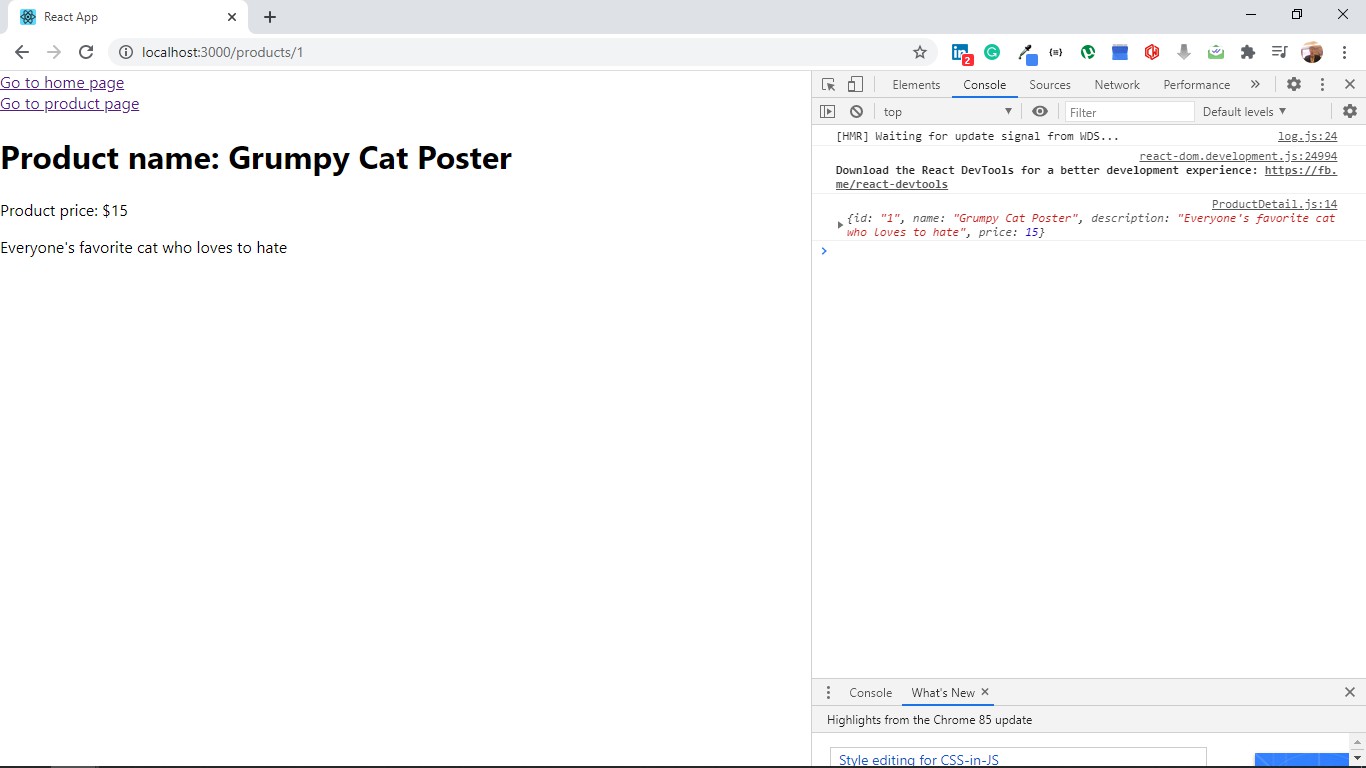 React App
localhost:3000/products/1
2
Go to home page
Go to product page
Product name: Grumpy Cat Poster
Product price: $15
Everyone's favorite cat who loves to hate
Elements Console Sources Network Performance
top Filter Default levels
[HMR] Waiting for update signal from WDS... log.js:24
react-dom.development.js:24994
Download the React DevTools for a better development experience: https://fb.
me/react-devtools
ProductDetail.js:14
{id: "1", name: "Grumpy Cat Poster", description: "Everyone's favorite cat
who loves to hate", price: 15}
Console What's New
Highlights from the Chrome 85 update
Style editing for CSS-in-JS